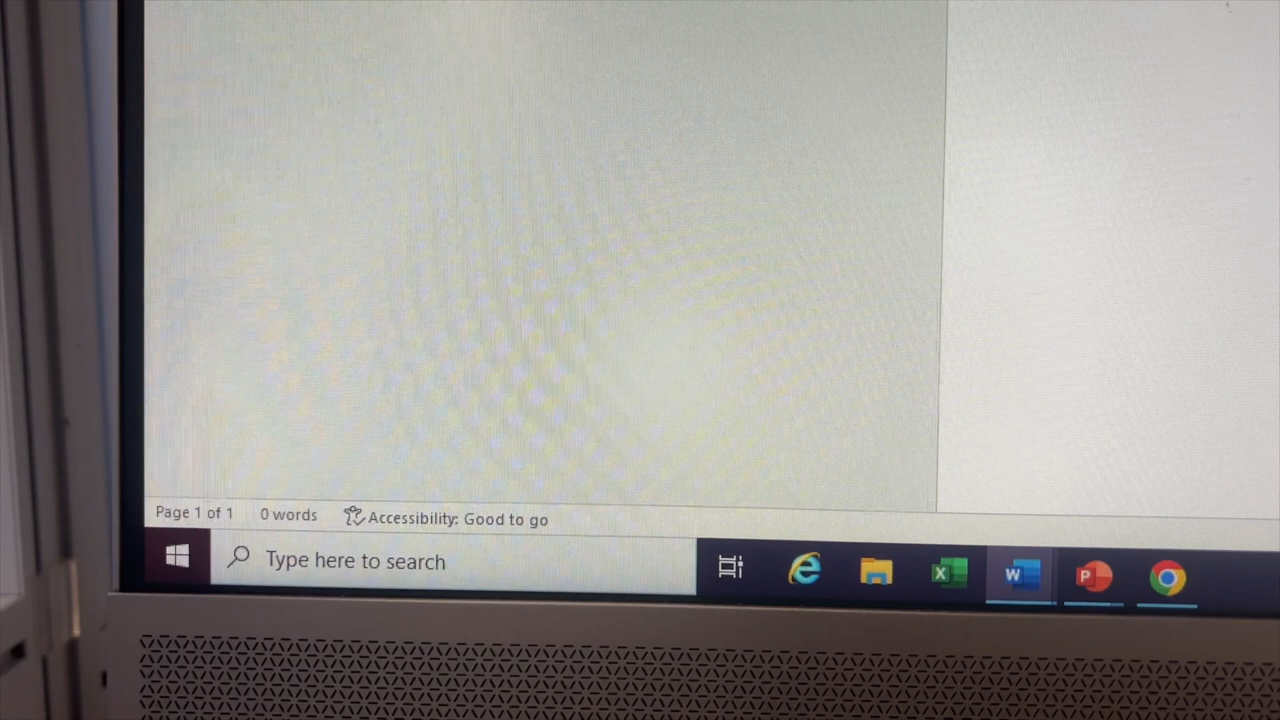 Page 1 of 1 0 words Accessibility: Good to go
Type here to search